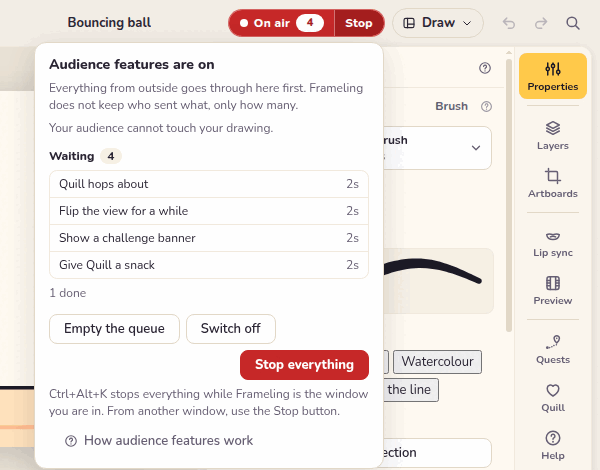 Bouncing ball
On air 4 Stop
Draw
Audience features are on
Everything from outside goes through here first. Frameling
does not keep who sent what, only how many.
Your audience cannot touch your drawing.
Waiting 4
Quill hops about 2s
Flip the view for a while 2s
Show a challenge banner 2s
Give Quill a snack 2s
1 done
Empty the queue
Switch off
Stop everything
Ctrl+Alt+K stops everything while Frameling is the window
you are in. From another window, use the Stop button.
How audience features work
Brush
rush
Watercolour
the line
ection
Properties
Layers
Artboards
Lip sync
Preview
Quests
Quill
Help